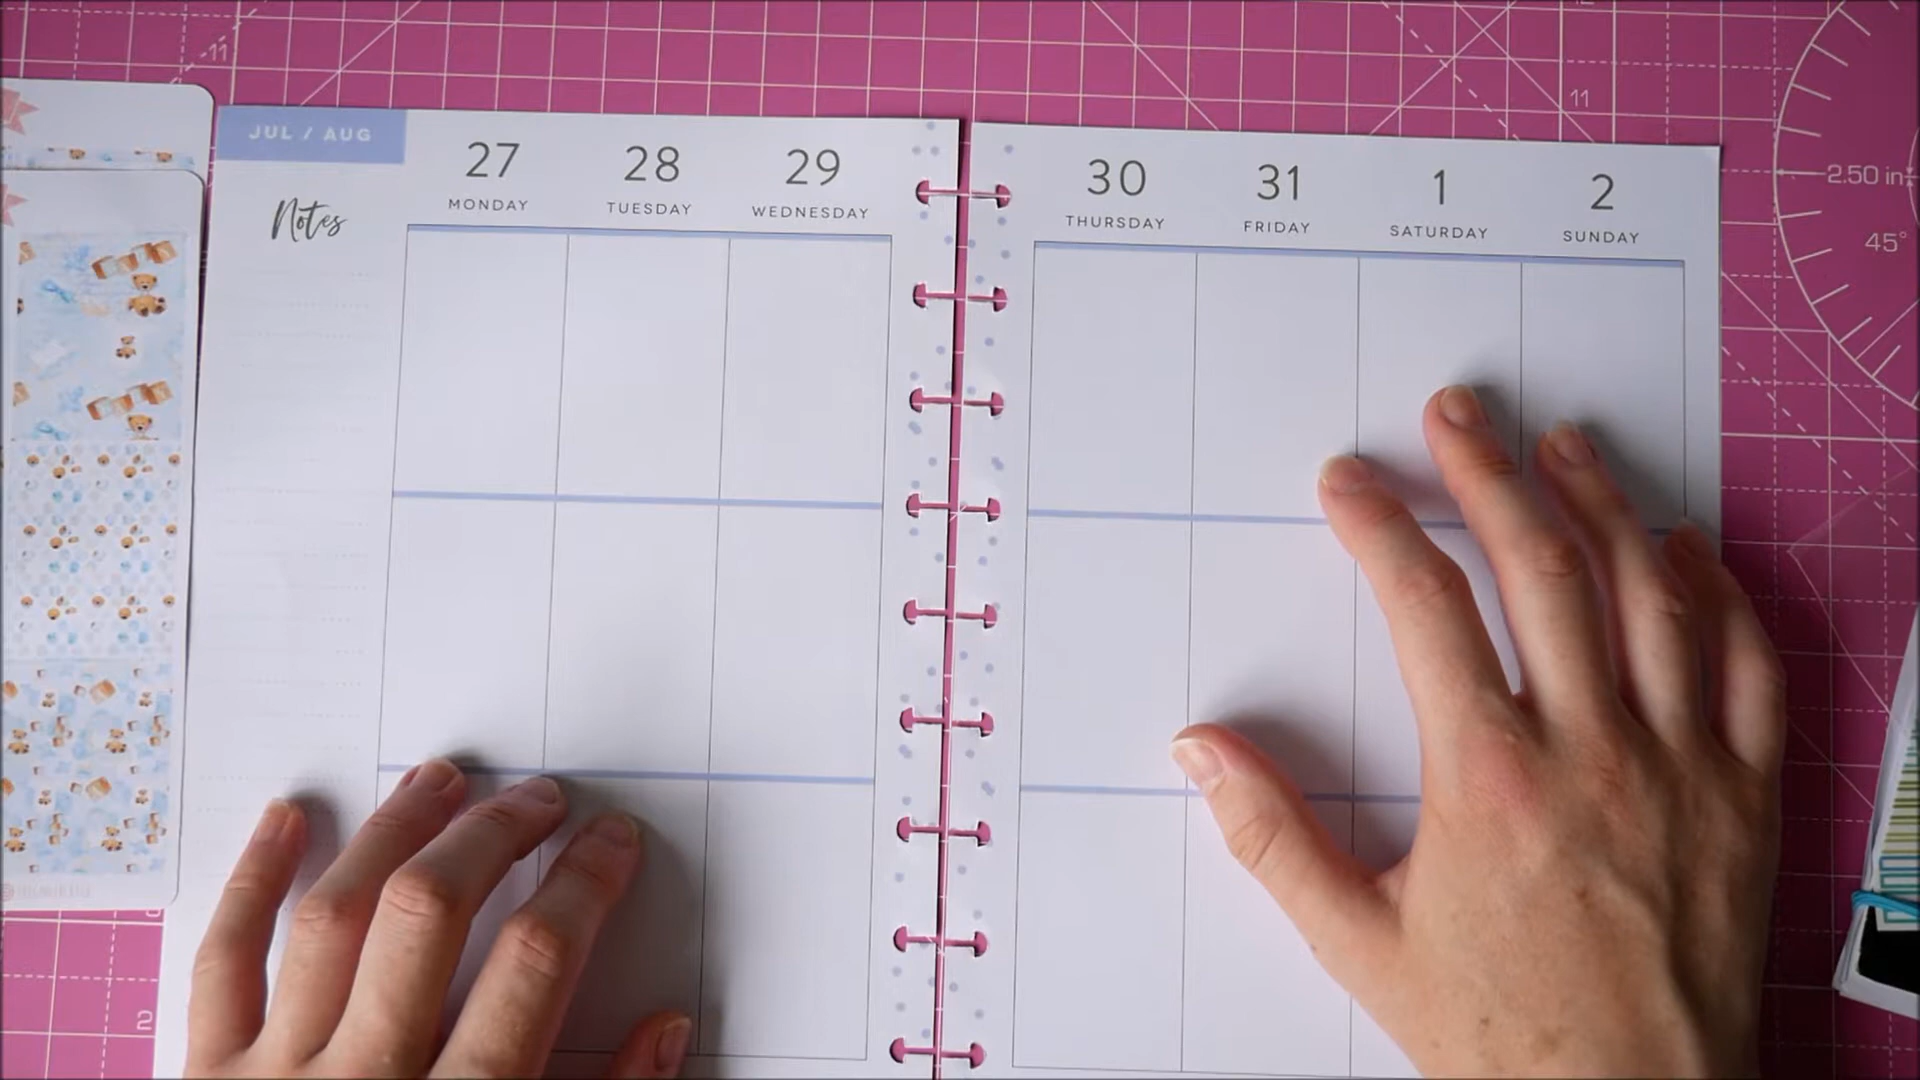 11
JUL / AUG
27
MONDAY
28
TUESDAY
29
WEDNESDAY
30
THURSDAY
31
FRIDAY
1
SATURDAY
2
SUNDAY
Notes
11
2.50 in
45°
2